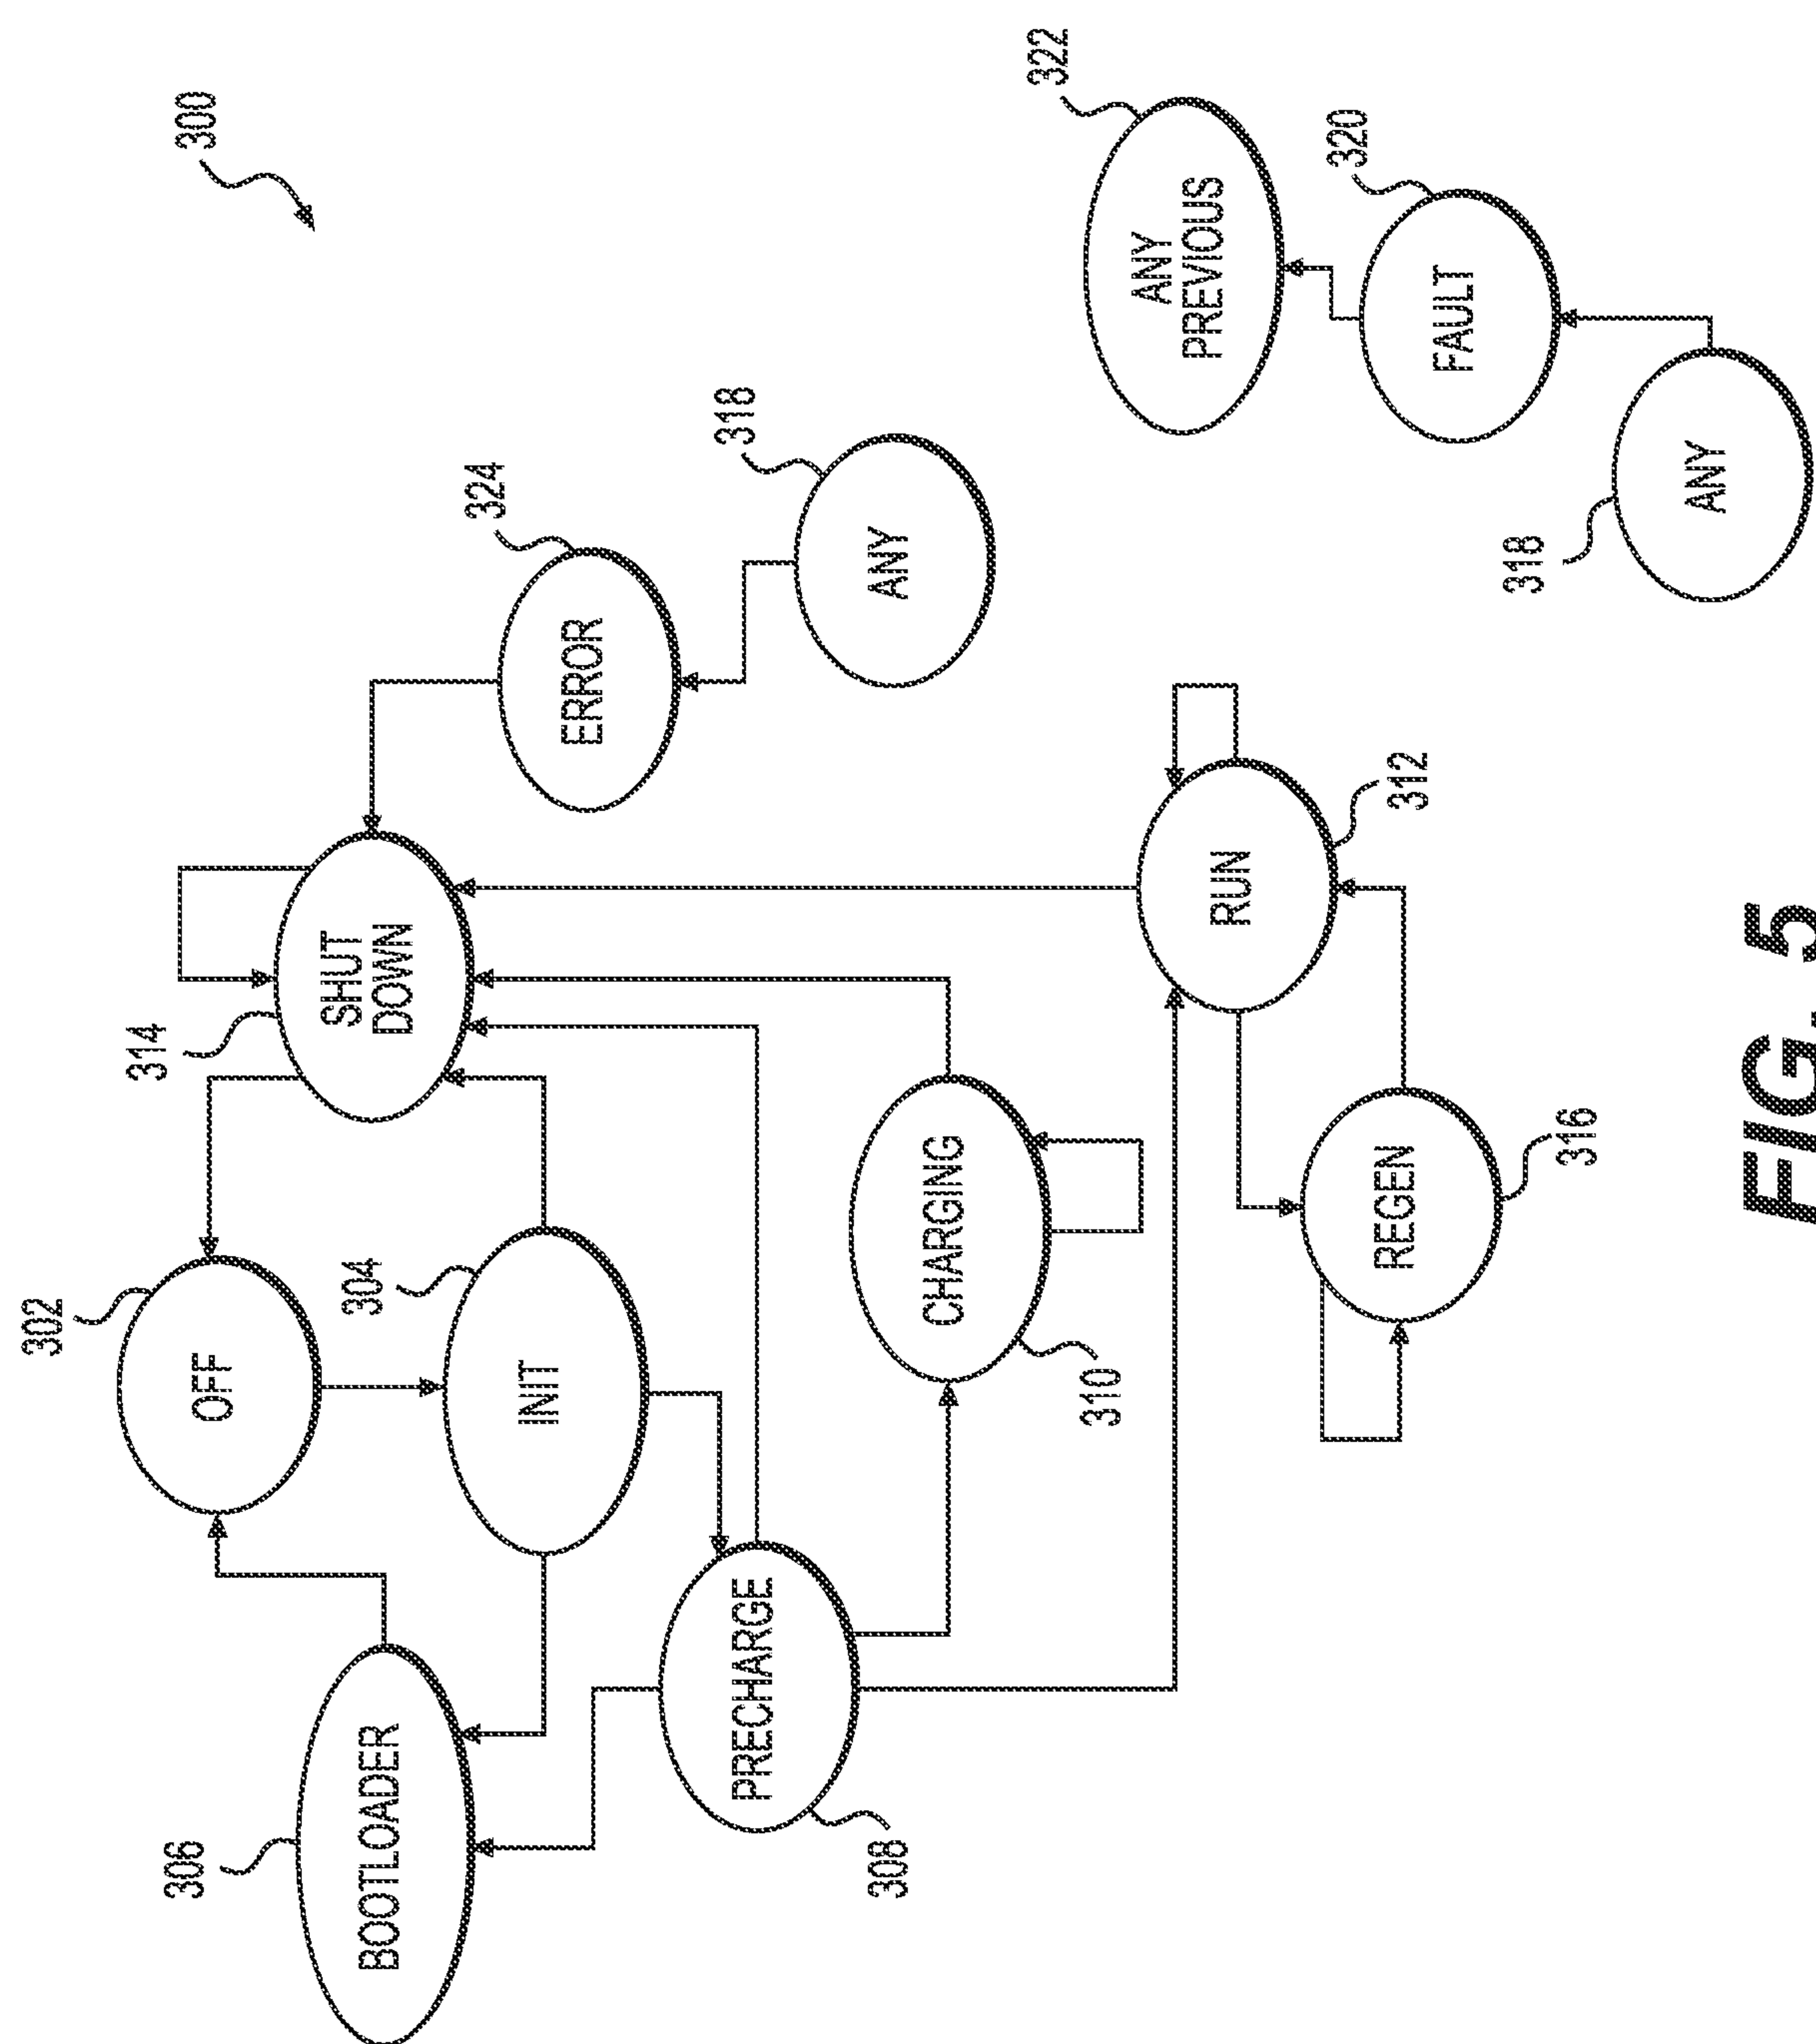 300
302
OFF
304
INIT
306
BOOTLOADER
308
PRECHARGE
310
CHARGING
314
SHUT
DOWN
324
ERROR
318
ANY
312
RUN
316
REGEN
322
ANY
PREVIOUS
320
FAULT
318
ANY
FIG. 5